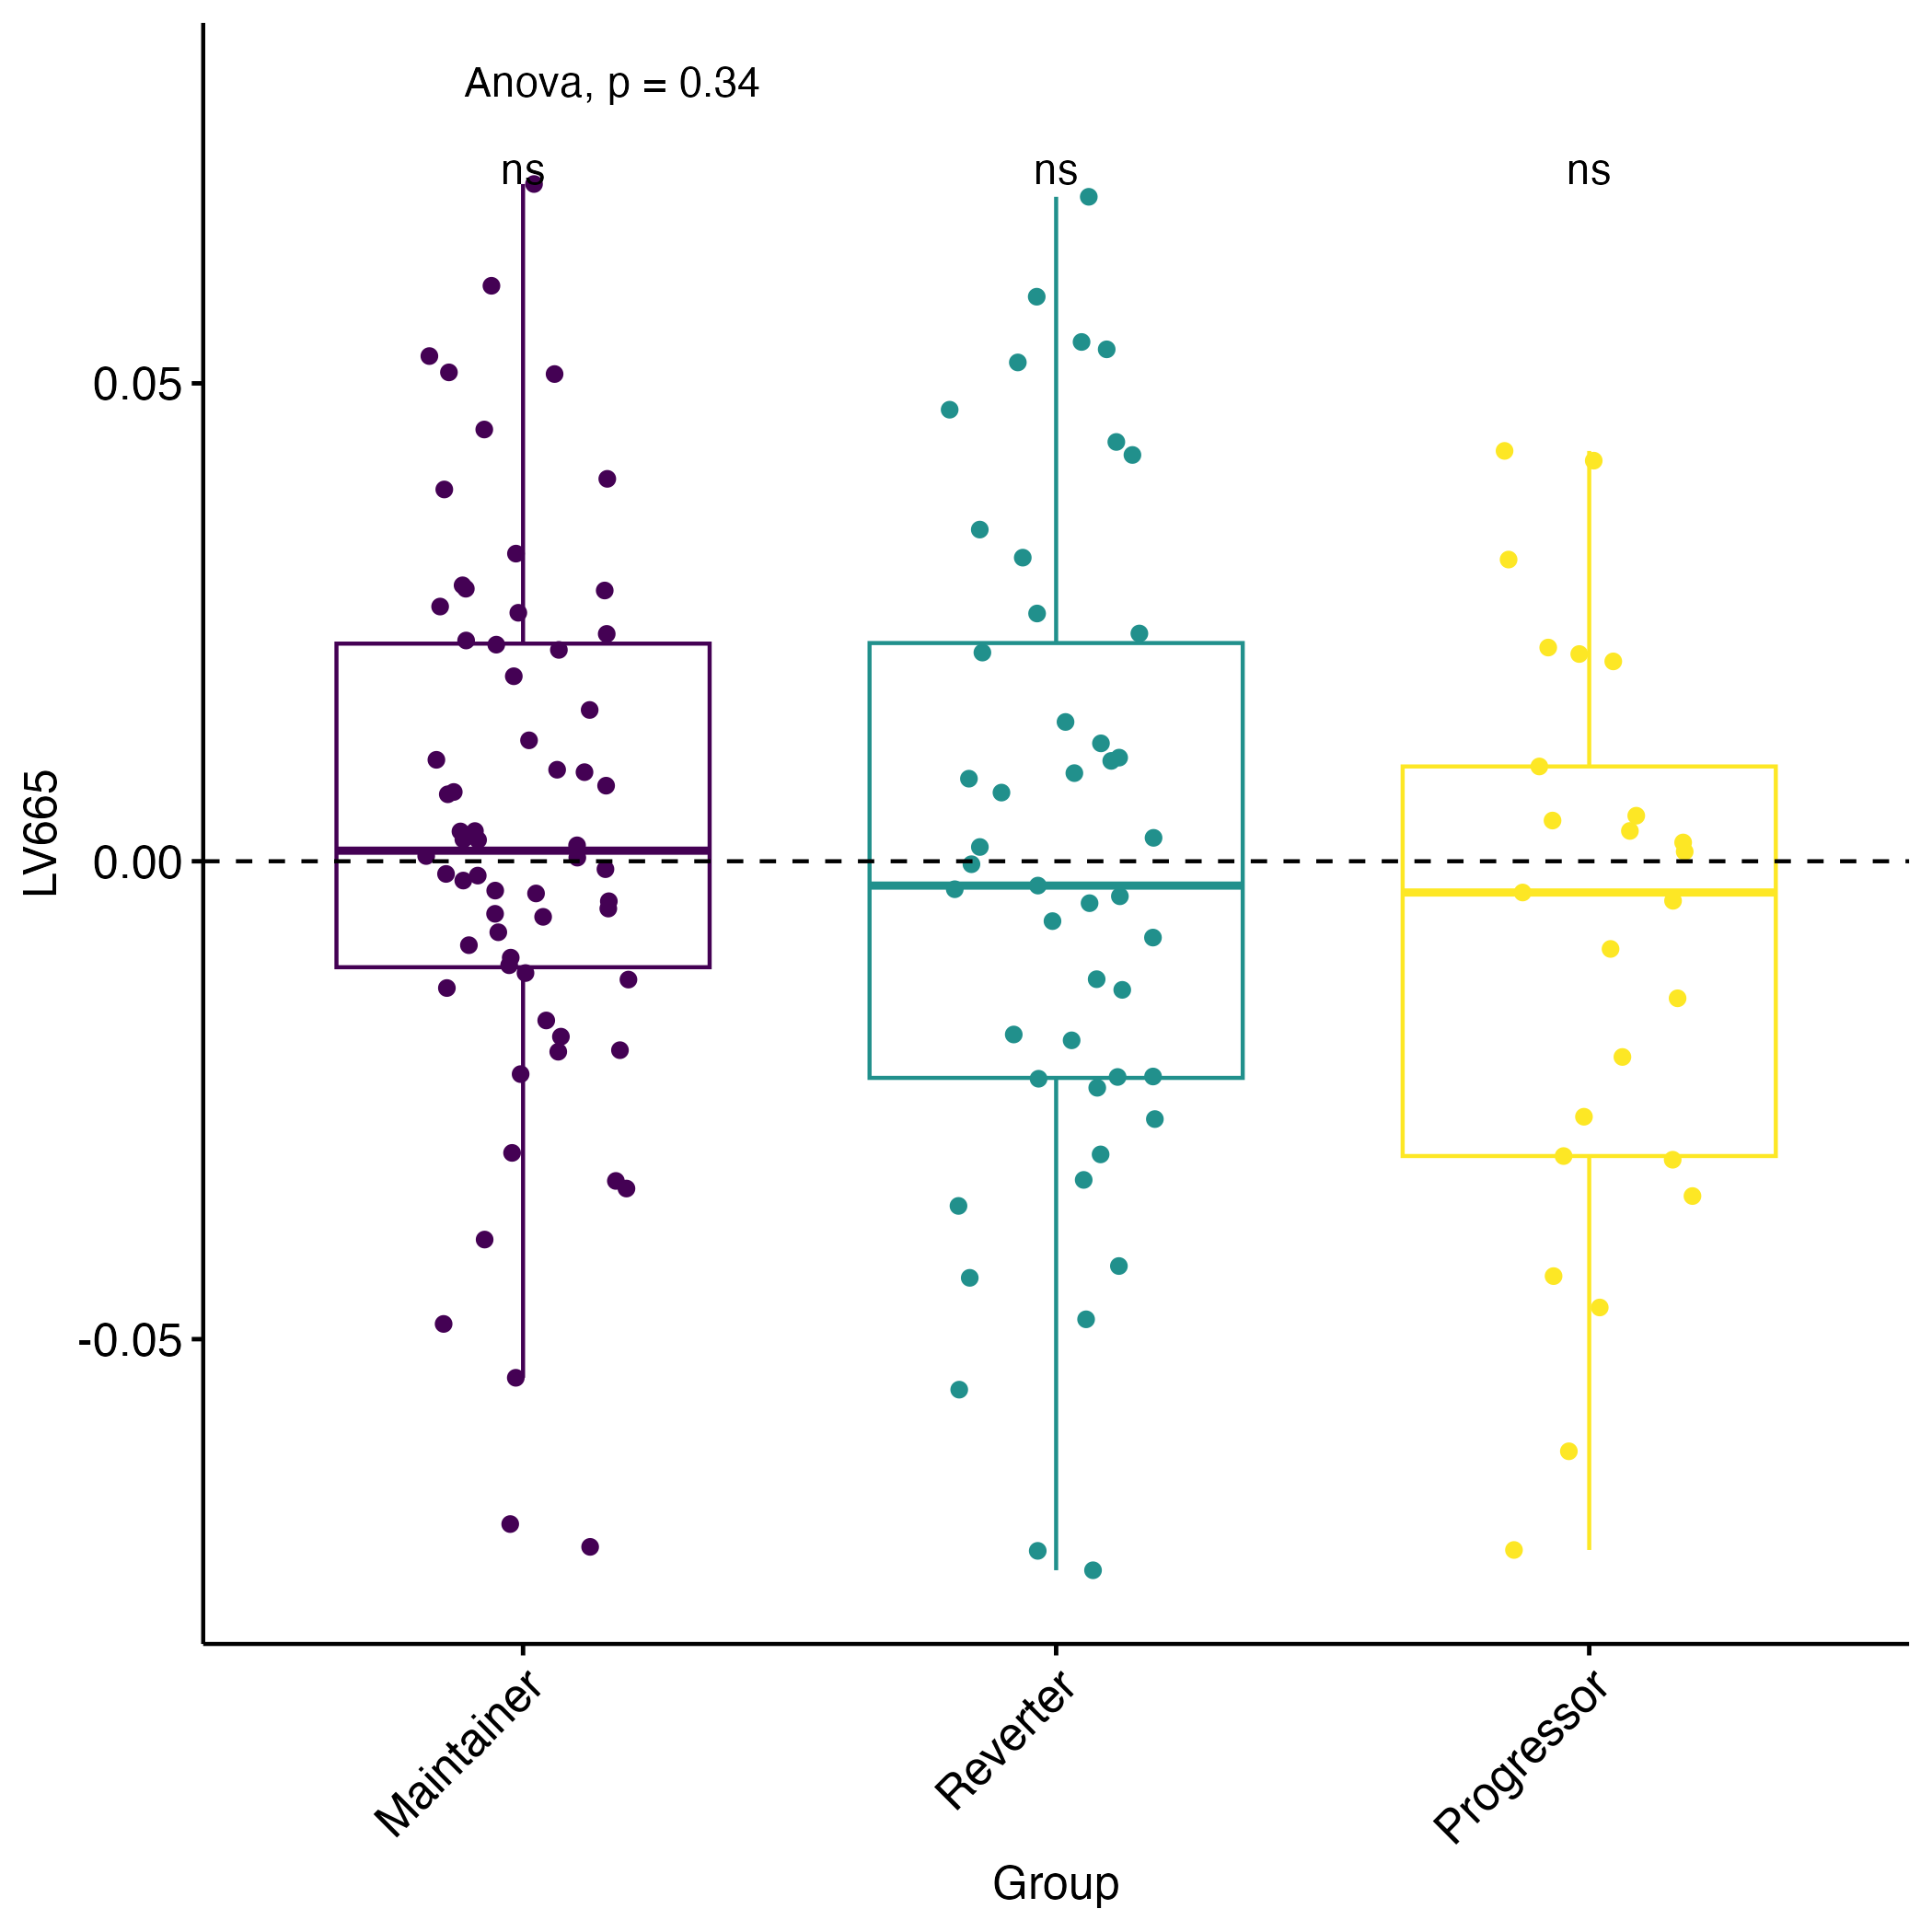 Anova, p = 0.34
ns ns ns
0.05
0.00
-0.05
LV665
Maintainer Reverter Progressor
Group